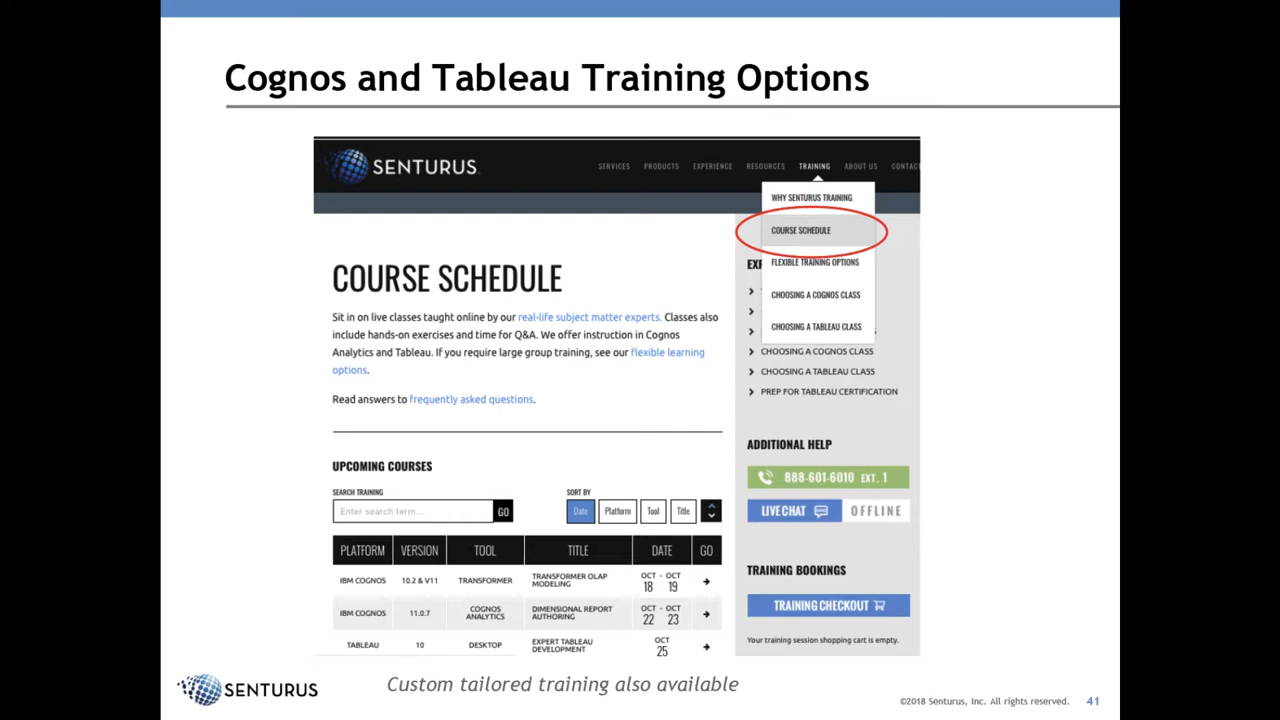 Cognos and Tableau Training Options
SENTURUS
SERVICES PRODUCTS EXPERIENCE RESOURCES TRAINING ABOUT US CONTACT
WHY SENTURUS TRAINING
COURSE SCHEDULE
FLEXIBLE TRAINING OPTIONS
CHOOSING A COGNOS CLASS
CHOOSING A TABLEAU CLASS
COURSE SCHEDULE
Sit in on live classes taught online by our real-life subject matter experts. Classes also
include hands-on exercises and time for Q&A. We offer instruction in Cognos
Analytics and Tableau. If you require large group training, see our flexible learning
options.
Read answers to frequently asked questions.
CHOOSING A COGNOS CLASS
CHOOSING A TABLEAU CLASS
PREP FOR TABLEAU CERTIFICATION
ADDITIONAL HELP
888-601-6010 EXT. 1
LIVE CHAT OFFLINE
TRAINING BOOKINGS
TRAINING CHECKOUT
Your training session shopping cart is empty.
UPCOMING COURSES
SEARCH TRAINING
Enter search term... GO
SORT BY
Date Platform Tool Title
PLATFORM VERSION TOOL TITLE DATE GO
IBM COGNOS 10.2 & V11 TRANSFORMER TRANSFORMER OLAP MODELING OCT 18 - OCT 19
IBM COGNOS 11.0.7 COGNOS ANALYTICS DIMENSIONAL REPORT AUTHORING OCT 22 - OCT 23
TABLEAU 10 DESKTOP EXPERT TABLEAU DEVELOPMENT OCT 25
SENTURUS
Custom tailored training also available
©2018 Senturus, Inc. All rights reserved. 41